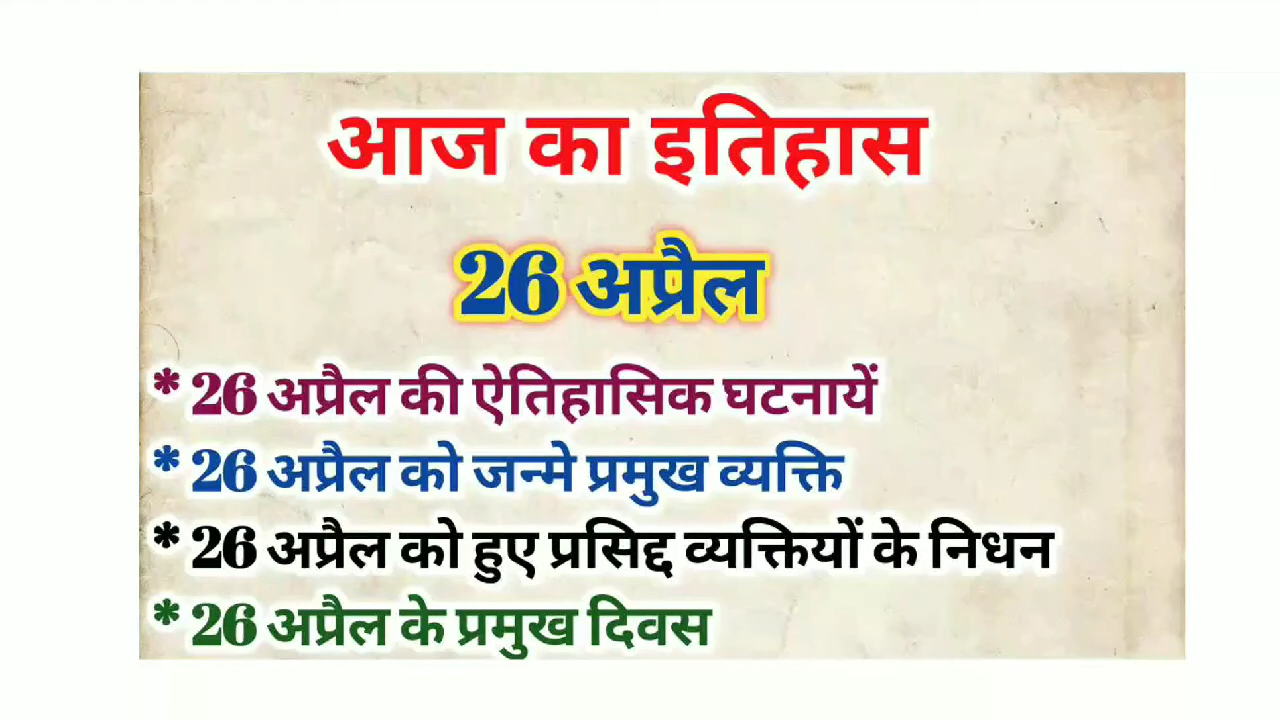 आज का इतिहास
26 अप्रैल
* 26 अप्रैल की ऐतिहासिक घटनायें
* 26 अप्रैल को जन्मे प्रमुख व्यक्ति
* 26 अप्रैल को हुए प्रसिद्द व्यक्तियों के निधन
* 26 अप्रैल के प्रमुख दिवस